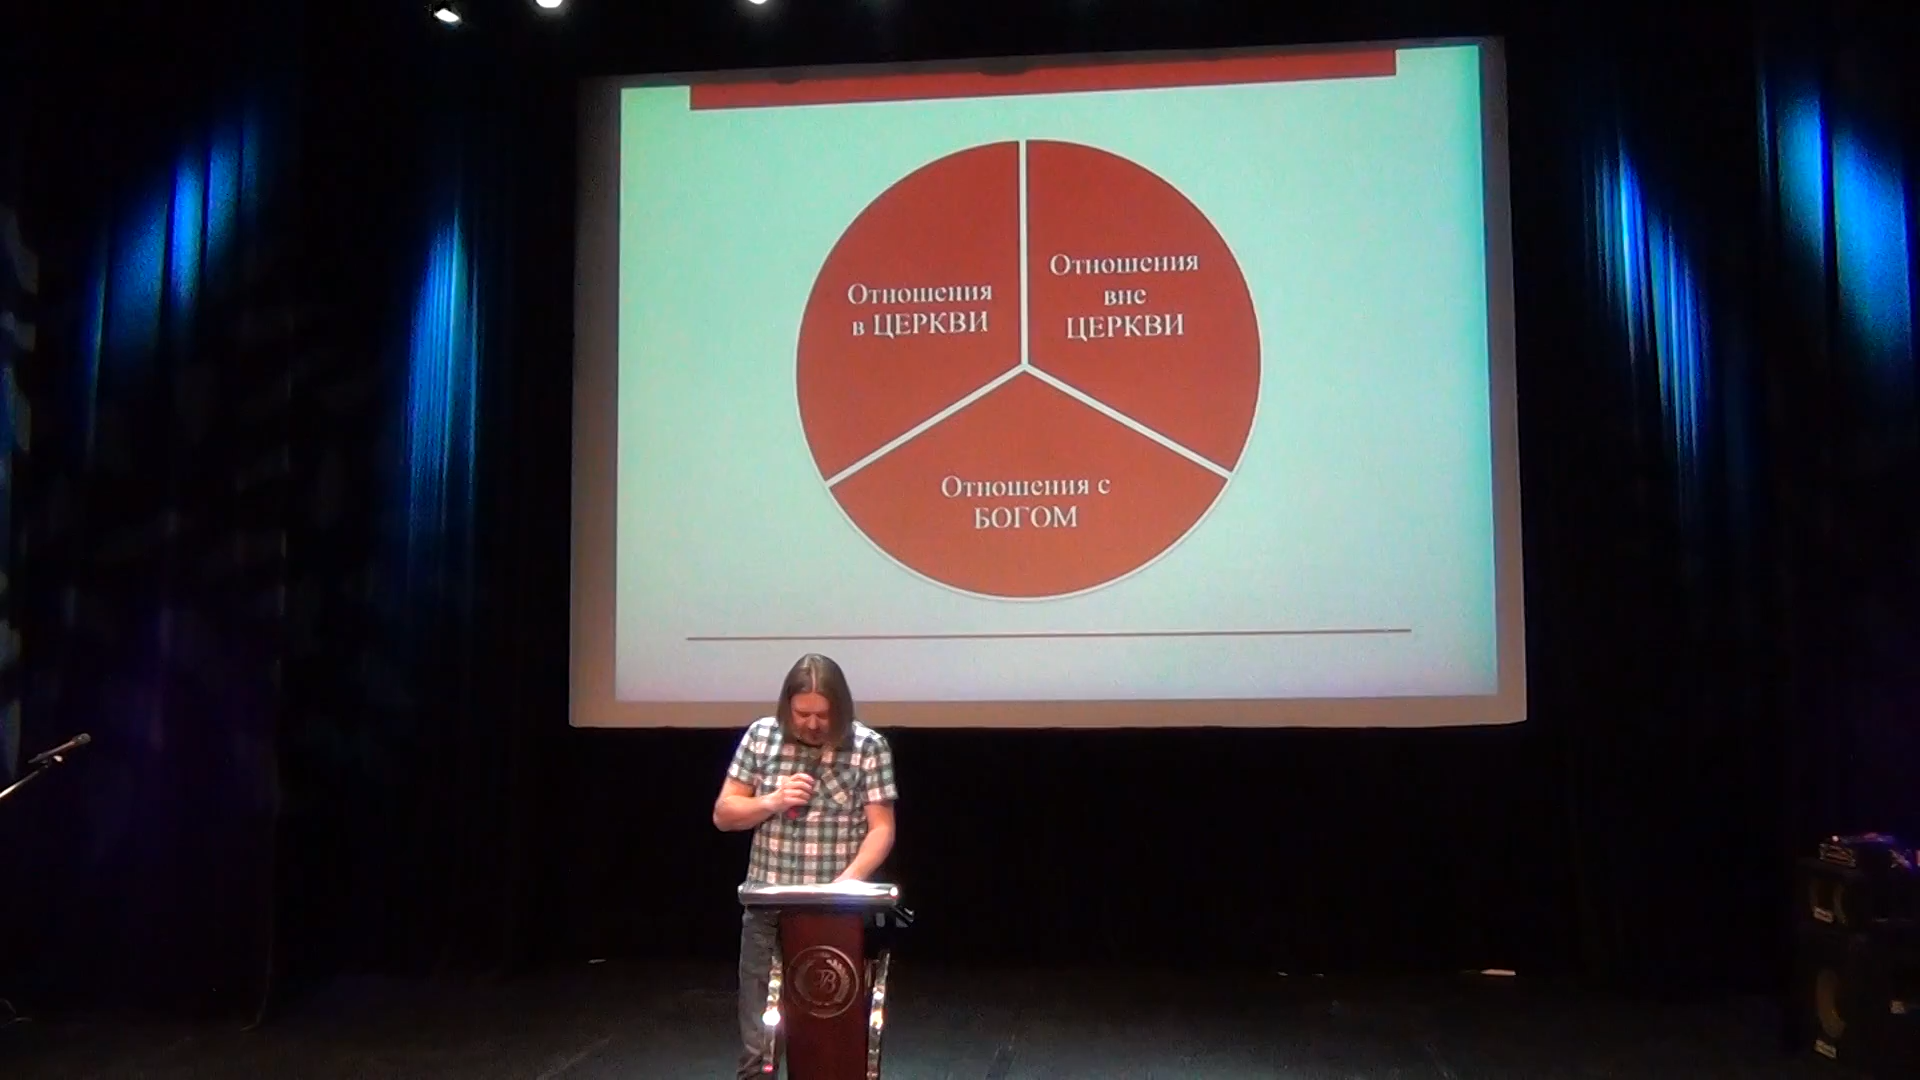 Отношения
в ЦЕРКВИ
Отношения
вне
ЦЕРКВИ
Отношения с
БОГОМ